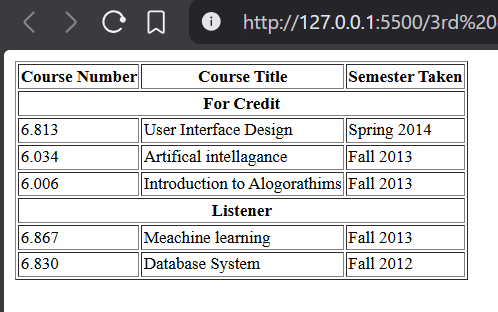 http://127.0.0.1:5500/3rd%20
Course Number Course Title Semester Taken
For Credit
6.813 User Interface Design Spring 2014
6.034 Artifical intellagance Fall 2013
6.006 Introduction to Alogorathims Fall 2013
Listener
6.867 Meachine learning Fall 2013
6.830 Database System Fall 2012